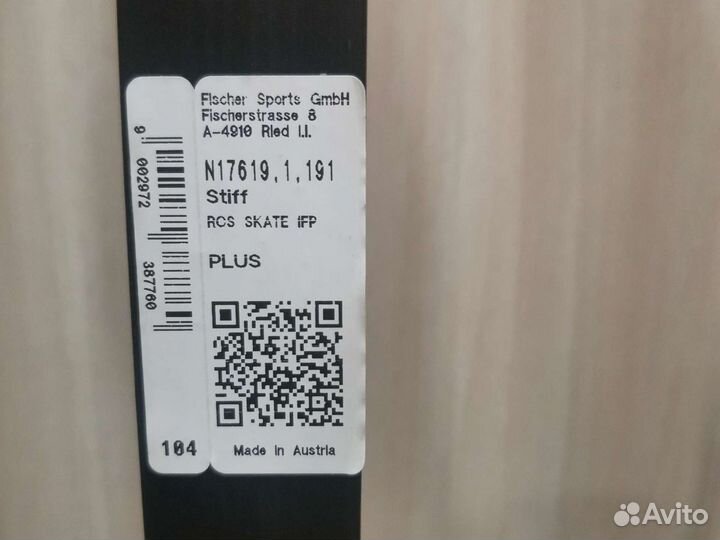 Fischer Sports GmbH
Fischerstrasse 8
A-4910 Ried I.I.
N17619,1,191
Stiff
RCS SKATE IFP
PLUS
Made in Austria
9 002972 387760
104
Avito